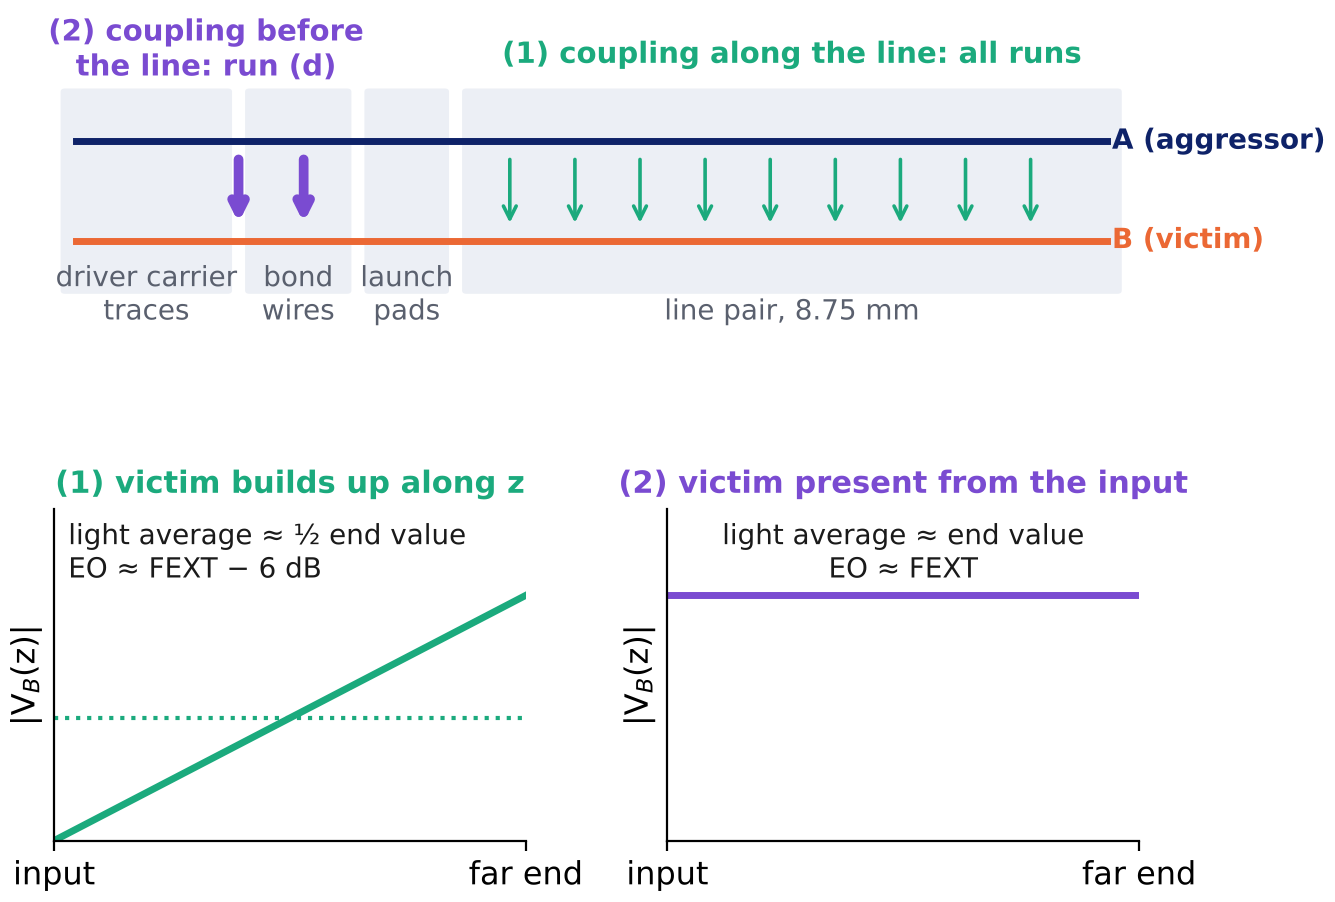 (2) coupling before
the line: run (d)
(1) coupling along the line: all runs
A (aggressor)
B (victim)
driver carrier
traces
bond
wires
launch
pads
line pair, 8.75 mm
(1) victim builds up along z
light average ≈ ½ end value
EO ≈ FEXT − 6 dB
|V_B(z)|
input
far end
(2) victim present from the input
light average ≈ end value
EO ≈ FEXT
|V_B(z)|
input
far end